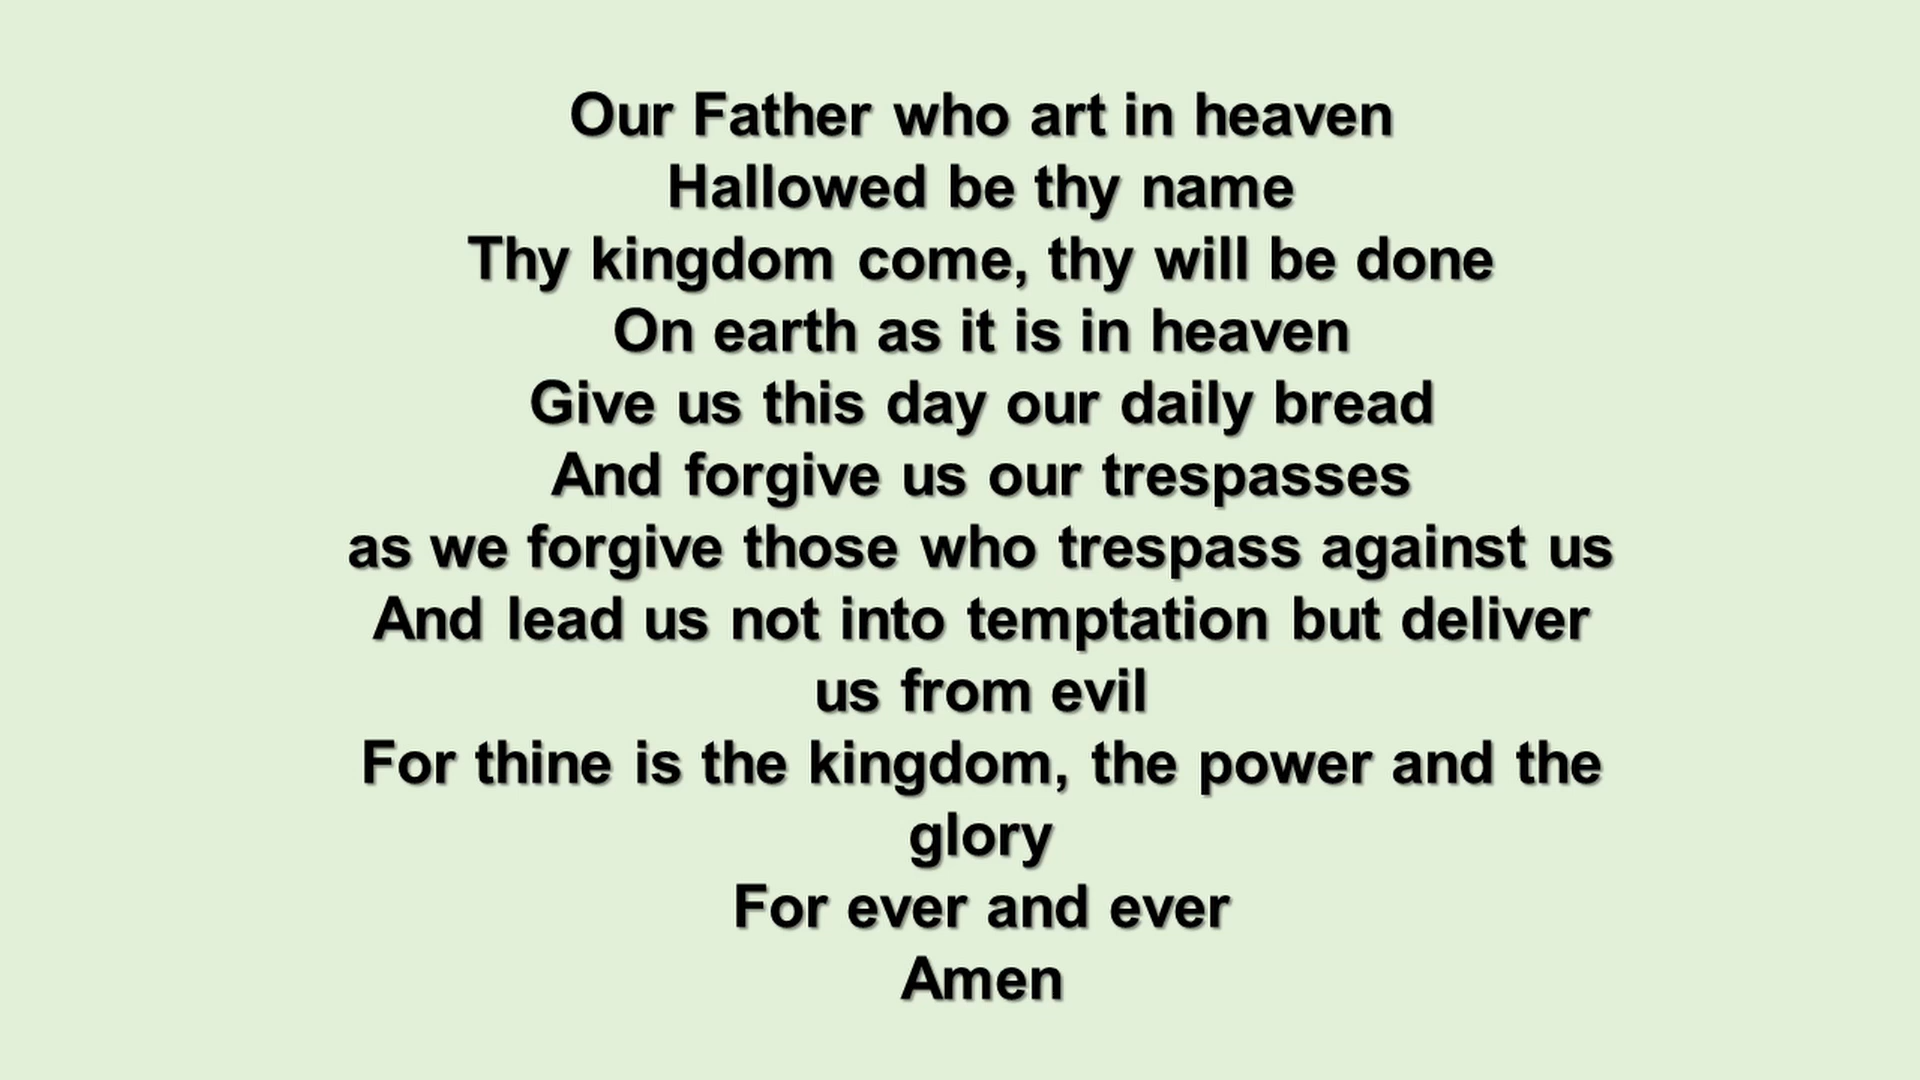 Our Father who art in heaven
Hallowed be thy name
Thy kingdom come, thy will be done
On earth as it is in heaven
Give us this day our daily bread
And forgive us our trespasses
as we forgive those who trespass against us
And lead us not into temptation but deliver
us from evil
For thine is the kingdom, the power and the
glory
For ever and ever
Amen